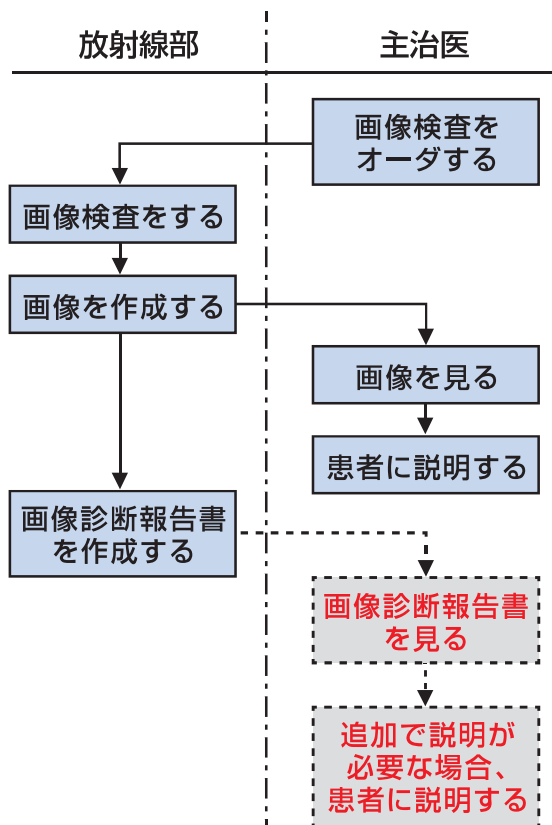 放射線部
主治医
画像検査を
オーダする
画像検査をする
画像を作成する
画像を見る
患者に説明する
画像診断報告書
を作成する
画像診断報告書
を見る
追加で説明が
必要な場合、
患者に説明する